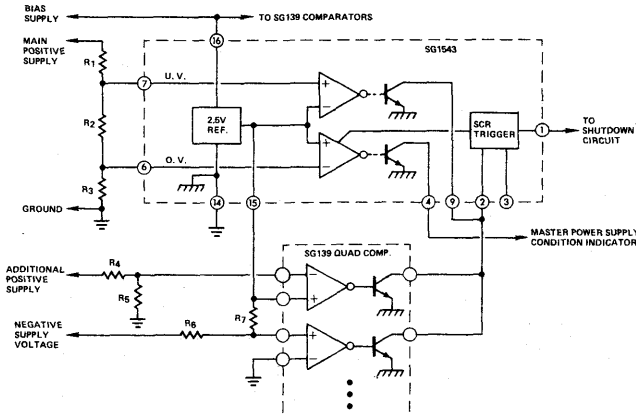 BIAS
SUPPLY
TO SG139 COMPARATORS
MAIN
POSITIVE
SUPPLY
16
SG1543
R1
7
U.V.
+
−
2.5V
REF.
SCR
TRIGGER
1
TO
SHUTDOWN
CIRCUIT
R2
6
O.V.
+
−
R3
GROUND
14
15
4
9
2
3
MASTER POWER SUPPLY
CONDITION INDICATOR
SG139 QUAD COMP.
ADDITIONAL
POSITIVE
SUPPLY
R4
R5
−
+
R7
NEGATIVE
SUPPLY
VOLTAGE
R6
+
−